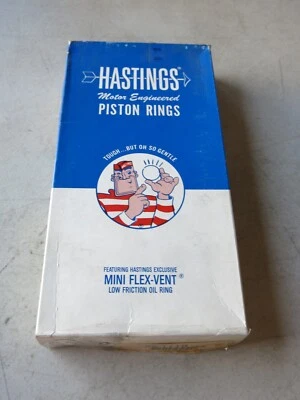 HASTINGS®
Motor Engineered
PISTON RINGS
TOUGH...BUT OH SO GENTLE
FEATURING HASTINGS EXCLUSIVE
MINI FLEX-VENT®
LOW FRICTION OIL RING